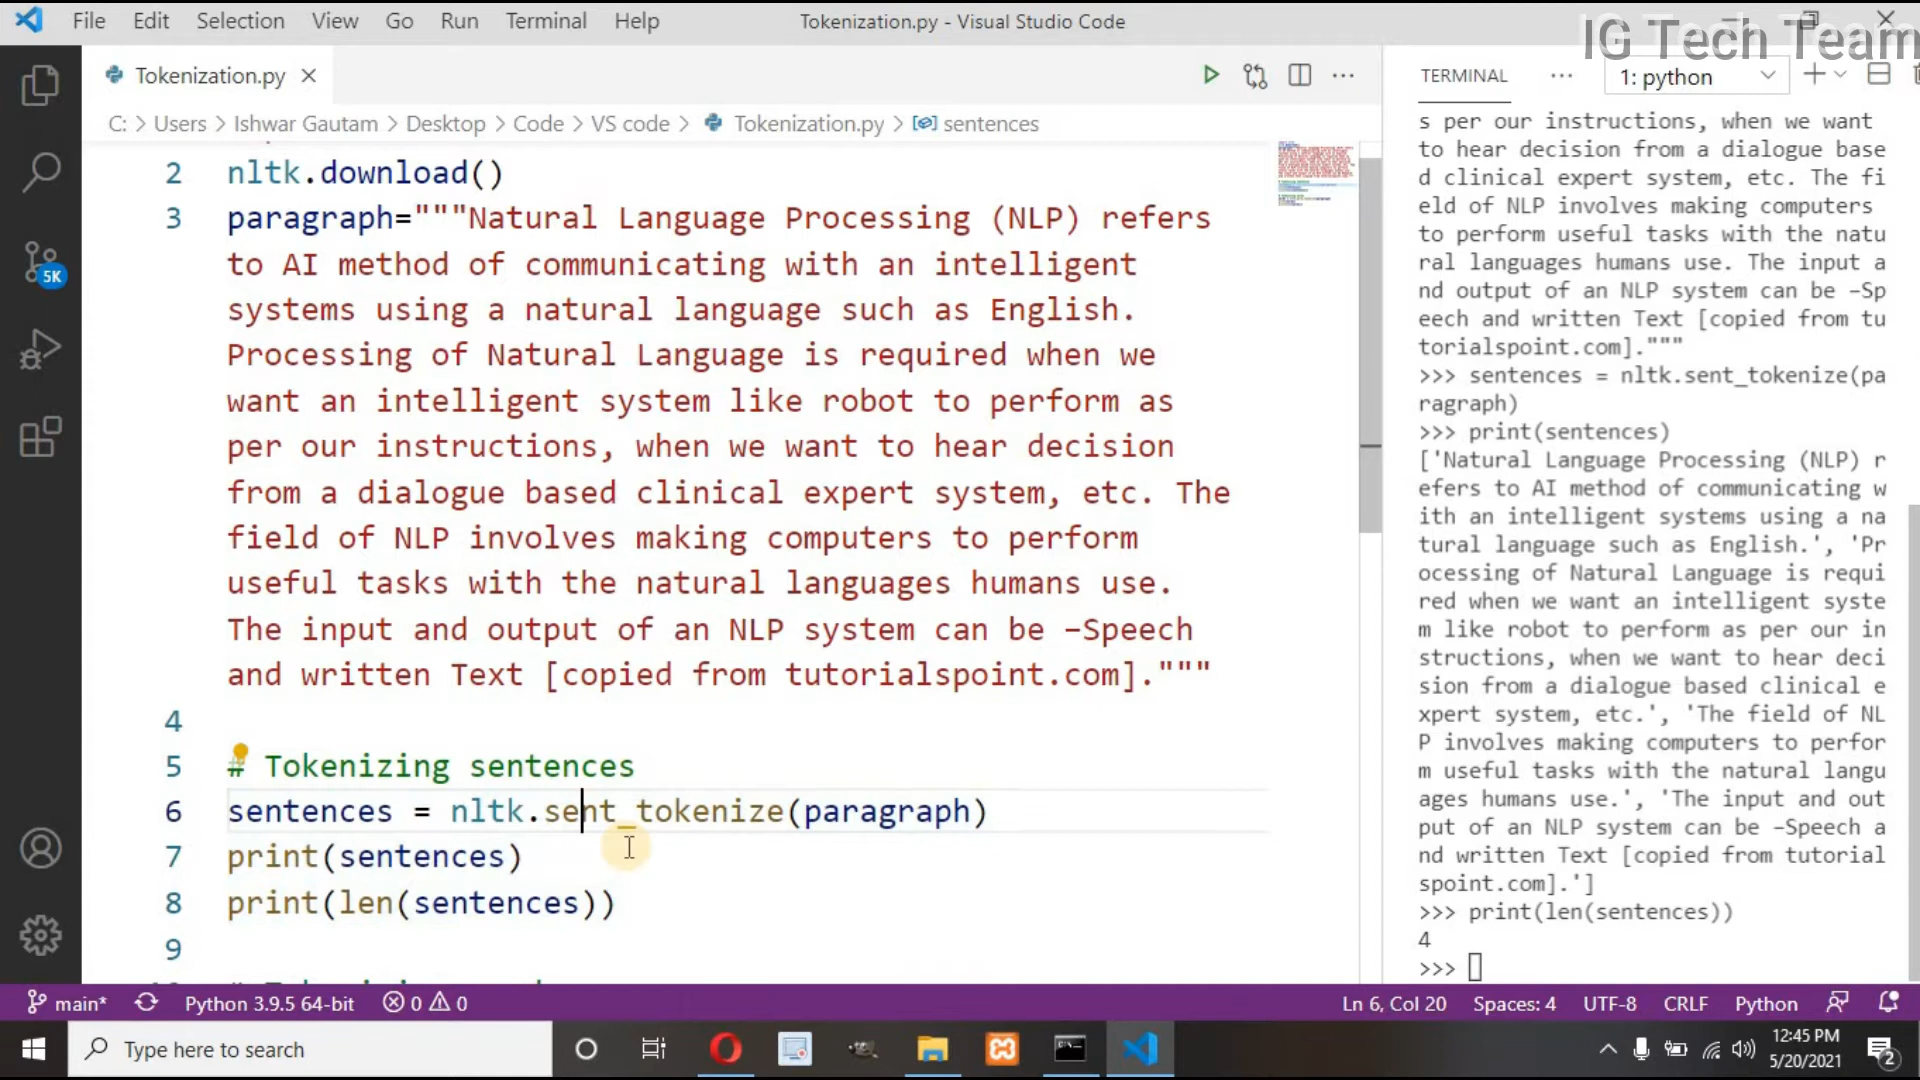 File Edit Selection View Go Run Terminal Help
Tokenization.py - Visual Studio Code
IG Tech Team
Tokenization.py
C: > Users > Ishwar Gautam > Desktop > Code > VS code > Tokenization.py > sentences
2 nltk.download()
3 paragraph="""Natural Language Processing (NLP) refers
to AI method of communicating with an intelligent
systems using a natural language such as English.
Processing of Natural Language is required when we
want an intelligent system like robot to perform as
per our instructions, when we want to hear decision
from a dialogue based clinical expert system, etc. The
field of NLP involves making computers to perform
useful tasks with the natural languages humans use.
The input and output of an NLP system can be –Speech
and written Text [copied from tutorialspoint.com]."""
4
5 # Tokenizing sentences
6 sentences = nltk.sent_tokenize(paragraph)
7 print(sentences)
8 print(len(sentences))
9
TERMINAL
1: python
s per our instructions, when we want
to hear decision from a dialogue base
d clinical expert system, etc. The fi
eld of NLP involves making computers
to perform useful tasks with the natu
ral languages humans use. The input a
nd output of an NLP system can be –Sp
eech and written Text [copied from tu
torialspoint.com]."""
>>> sentences = nltk.sent_tokenize(pa
ragraph)
>>> print(sentences)
['Natural Language Processing (NLP) r
efers to AI method of communicating w
ith an intelligent systems using a na
tural language such as English.', 'Pr
ocessing of Natural Language is requi
red when we want an intelligent syste
m like robot to perform as per our in
structions, when we want to hear deci
sion from a dialogue based clinical e
xpert system, etc.', 'The field of NL
P involves making computers to perfor
m useful tasks with the natural langu
ages humans use.', 'The input and out
put of an NLP system can be –Speech a
nd written Text [copied from tutorial
spoint.com].']
>>> print(len(sentences))
4
>>>
5K
main* Python 3.9.5 64-bit 0 0
Ln 6, Col 20 Spaces: 4 UTF-8 CRLF Python
Type here to search
12:45 PM
5/20/2021
2